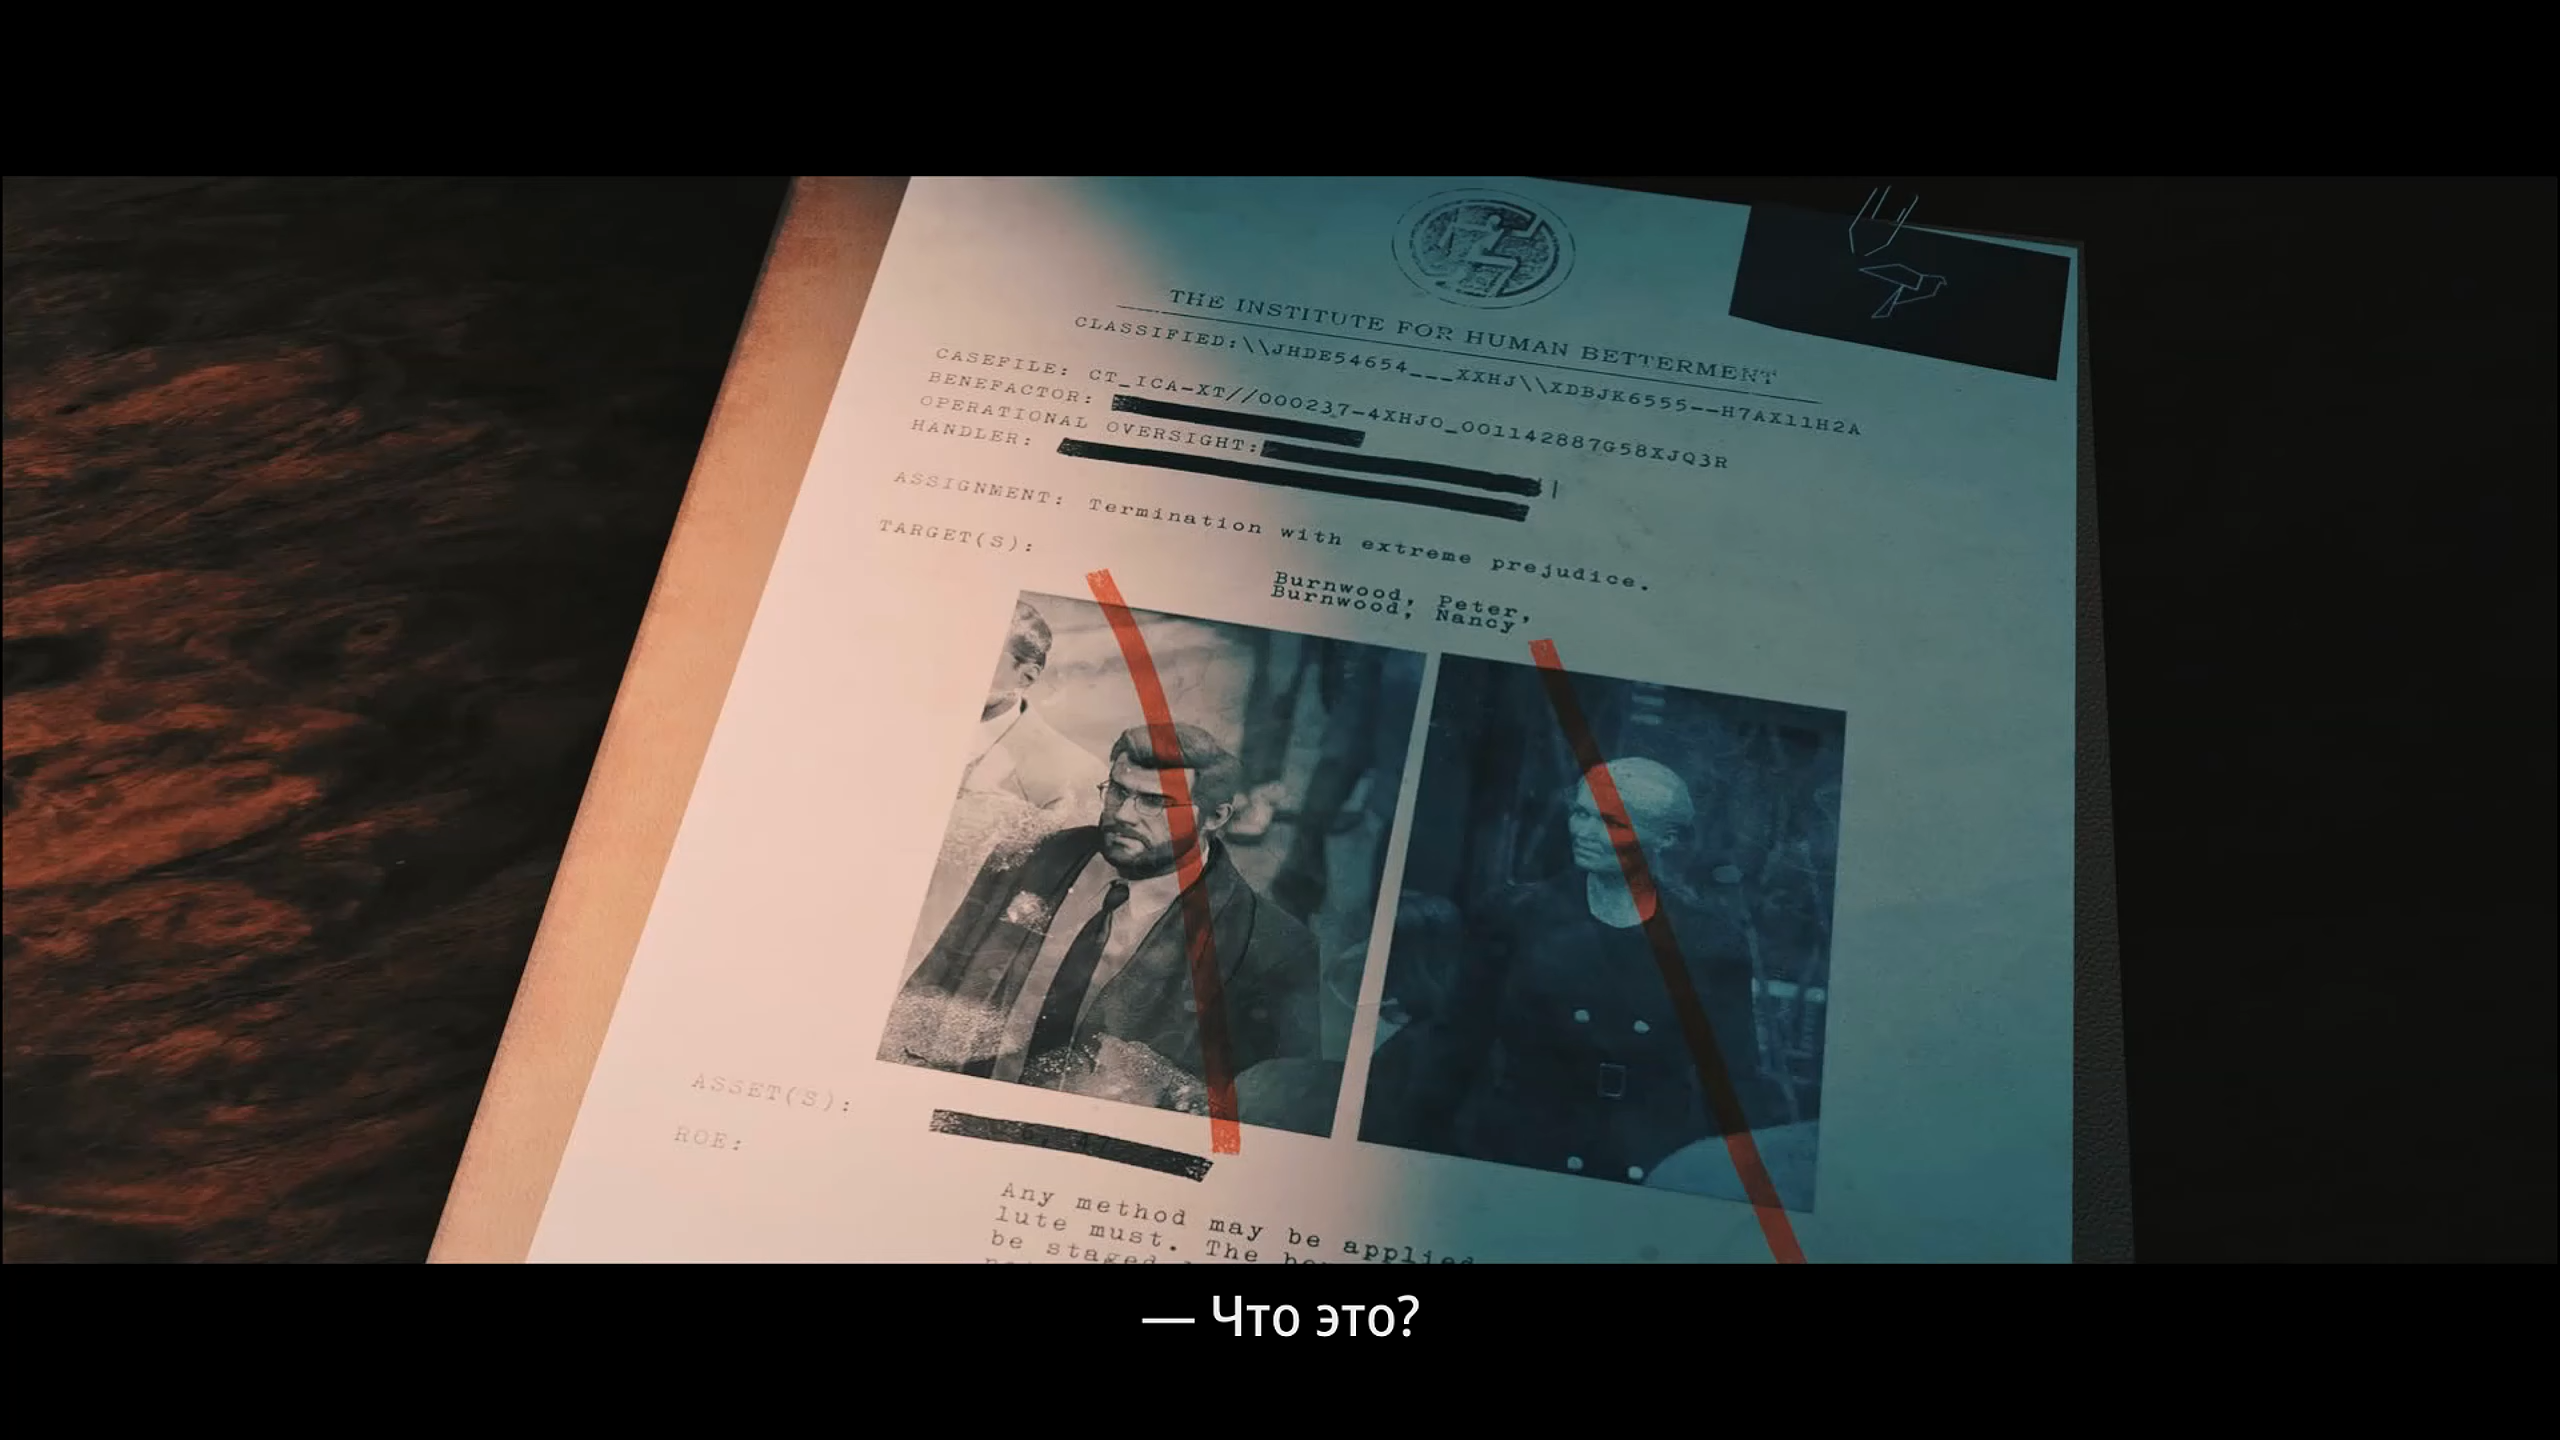 THE INSTITUTE FOR HUMAN BETTERMENT
CLASSIFIED:\\JHDE54654___XXHJ\\XDBJK6555--H7AX11H2A
CASEFILE: CT_ICA-XT//000237-4XHJO_001142887G58XJQ3R
BENEFACTOR:
OPERATIONAL OVERSIGHT:
HANDLER:
ASSIGNMENT: Termination with extreme prejudice.
TARGET(S):
Burnwood, Peter,
Burnwood, Nancy
ASSET(S):
ROE:
Any method may be applied
lute must. The
be staged
— Что это?